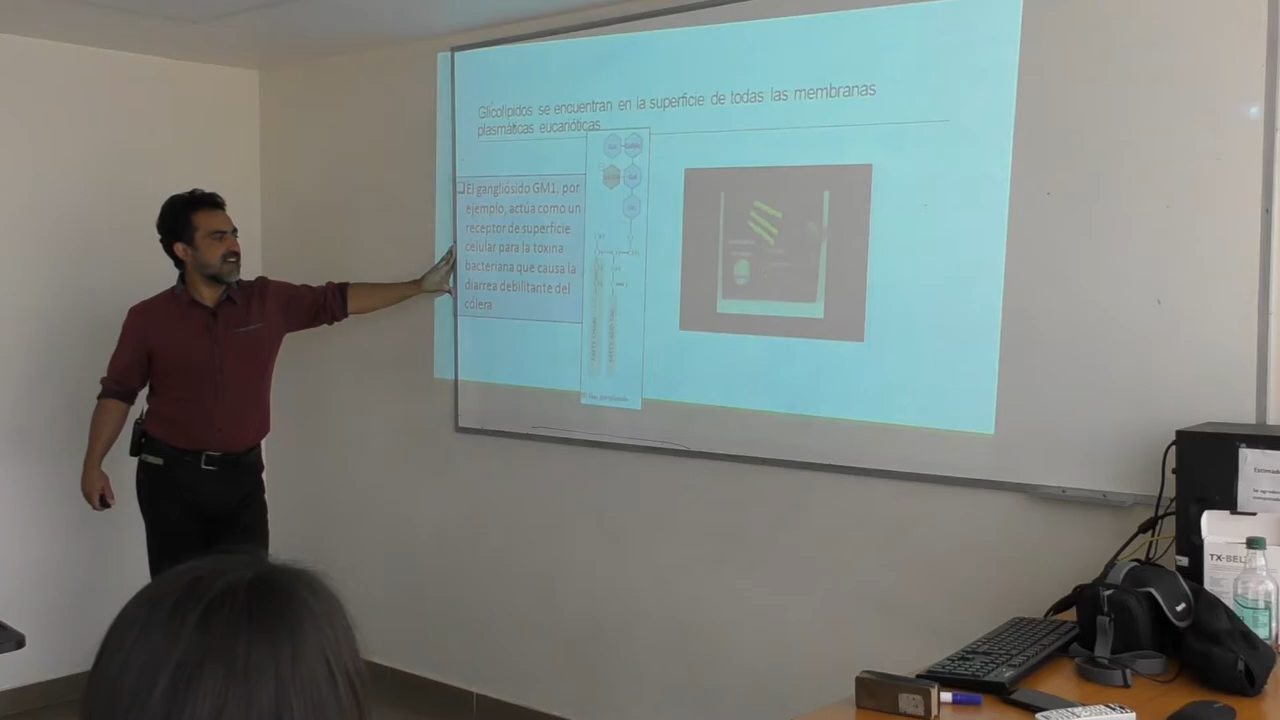 Glicolípidos se encuentran en la superficie de todas las membranas
plasmáticas eucarióticas
El gangliósido GM1, por
ejemplo, actúa como un
receptor de superficie
celular para la toxina
bacteriana que causa la
diarrea debilitante del
cólera
Estimado
TX-BEL